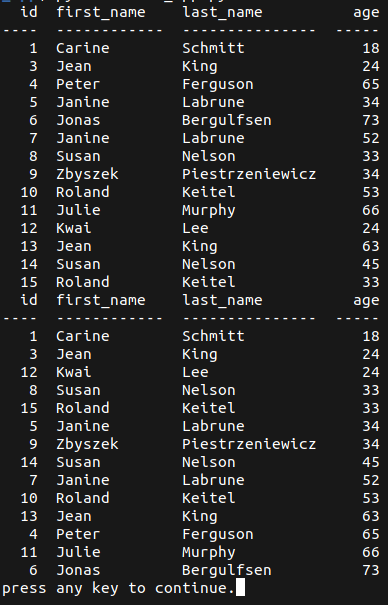 id first_name last_name age
---- ------------ --------------- -----
1 Carine Schmitt 18
3 Jean King 24
4 Peter Ferguson 65
5 Janine Labrune 34
6 Jonas Bergulfsen 73
7 Janine Labrune 52
8 Susan Nelson 33
9 Zbyszek Piestrzeniewicz 34
10 Roland Keitel 53
11 Julie Murphy 66
12 Kwai Lee 24
13 Jean King 63
14 Susan Nelson 45
15 Roland Keitel 33
id first_name last_name age
---- ------------ --------------- -----
1 Carine Schmitt 18
3 Jean King 24
12 Kwai Lee 24
8 Susan Nelson 33
15 Roland Keitel 33
5 Janine Labrune 34
9 Zbyszek Piestrzeniewicz 34
14 Susan Nelson 45
7 Janine Labrune 52
10 Roland Keitel 53
13 Jean King 63
4 Peter Ferguson 65
11 Julie Murphy 66
6 Jonas Bergulfsen 73
press any key to continue.